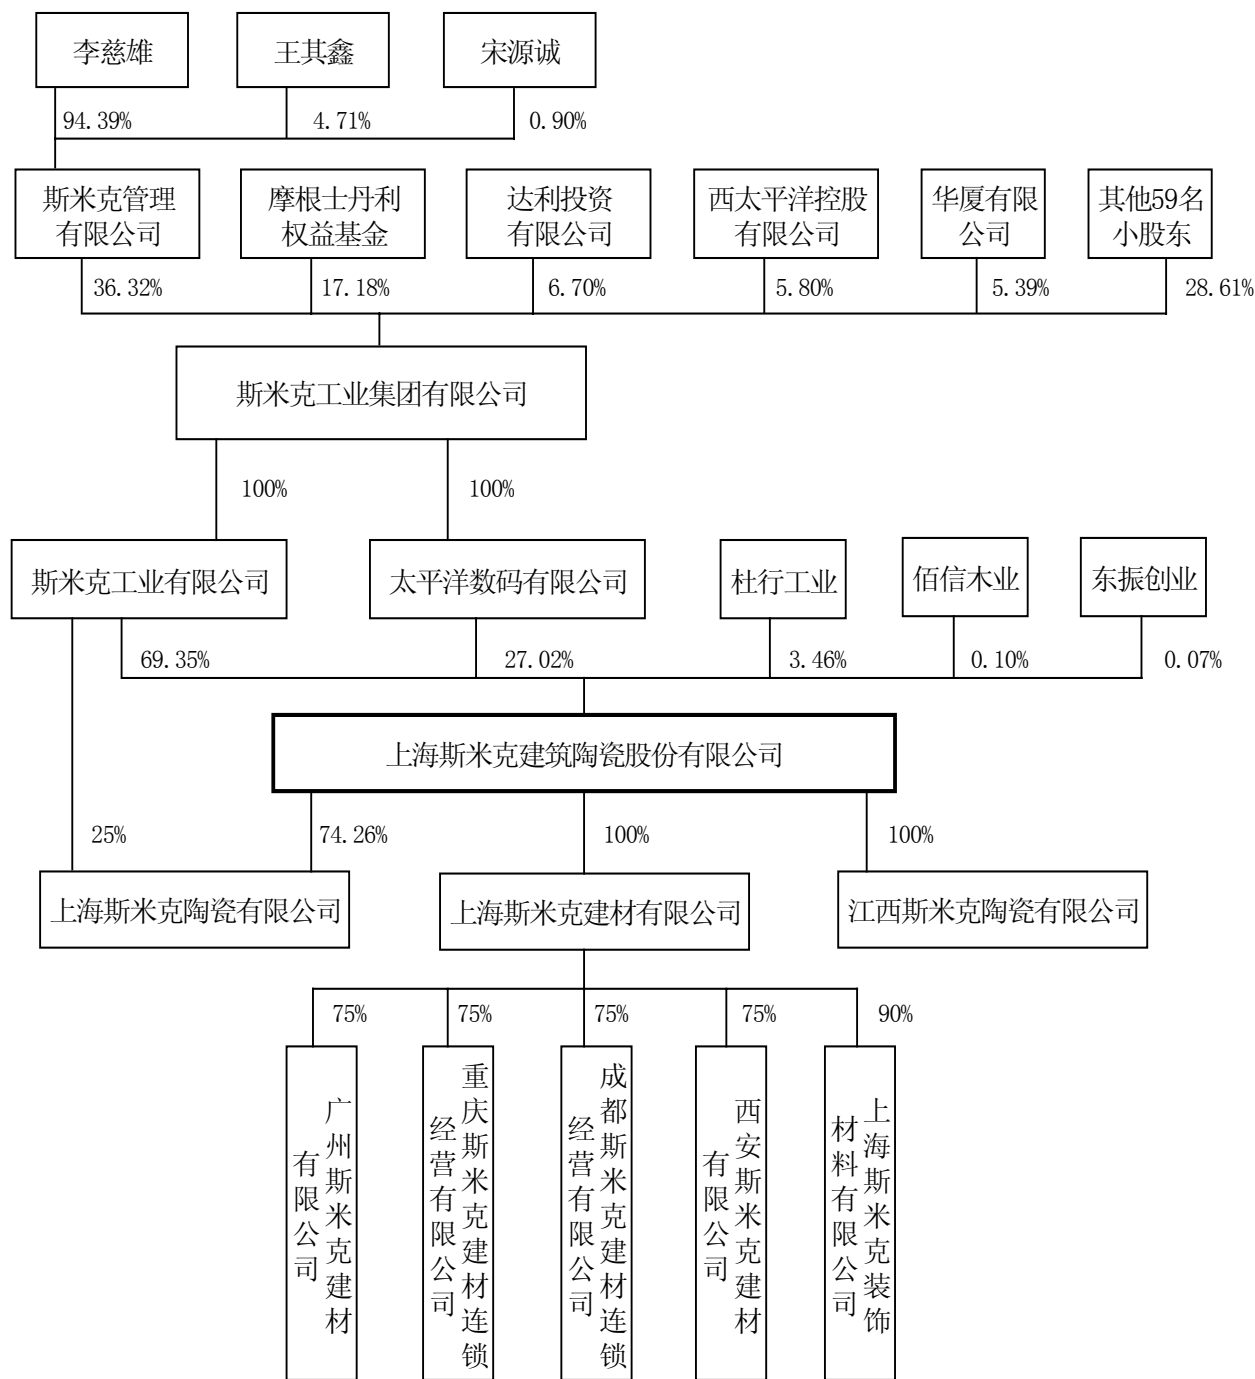 李慈雄
王其鑫
宋源诚
94.39%
4.71%
0.90%
斯米克管理
有限公司
摩根士丹利
权益基金
达利投资
有限公司
西太平洋控股
有限公司
华厦有限
公司
其他59名
小股东
36.32%
17.18%
6.70%
5.80%
5.39%
28.61%
斯米克工业集团有限公司
100%
100%
斯米克工业有限公司
太平洋数码有限公司
杜行工业
佰信木业
东振创业
69.35%
27.02%
3.46%
0.10%
0.07%
上海斯米克建筑陶瓷股份有限公司
25%
74.26%
100%
100%
上海斯米克陶瓷有限公司
上海斯米克建材有限公司
江西斯米克陶瓷有限公司
75%
75%
75%
75%
90%
广州斯米克建材
有限公司
重庆斯米克建材连锁
经营有限公司
成都斯米克建材连锁
经营有限公司
西安斯米克建材
有限公司
上海斯米克装饰
材料有限公司